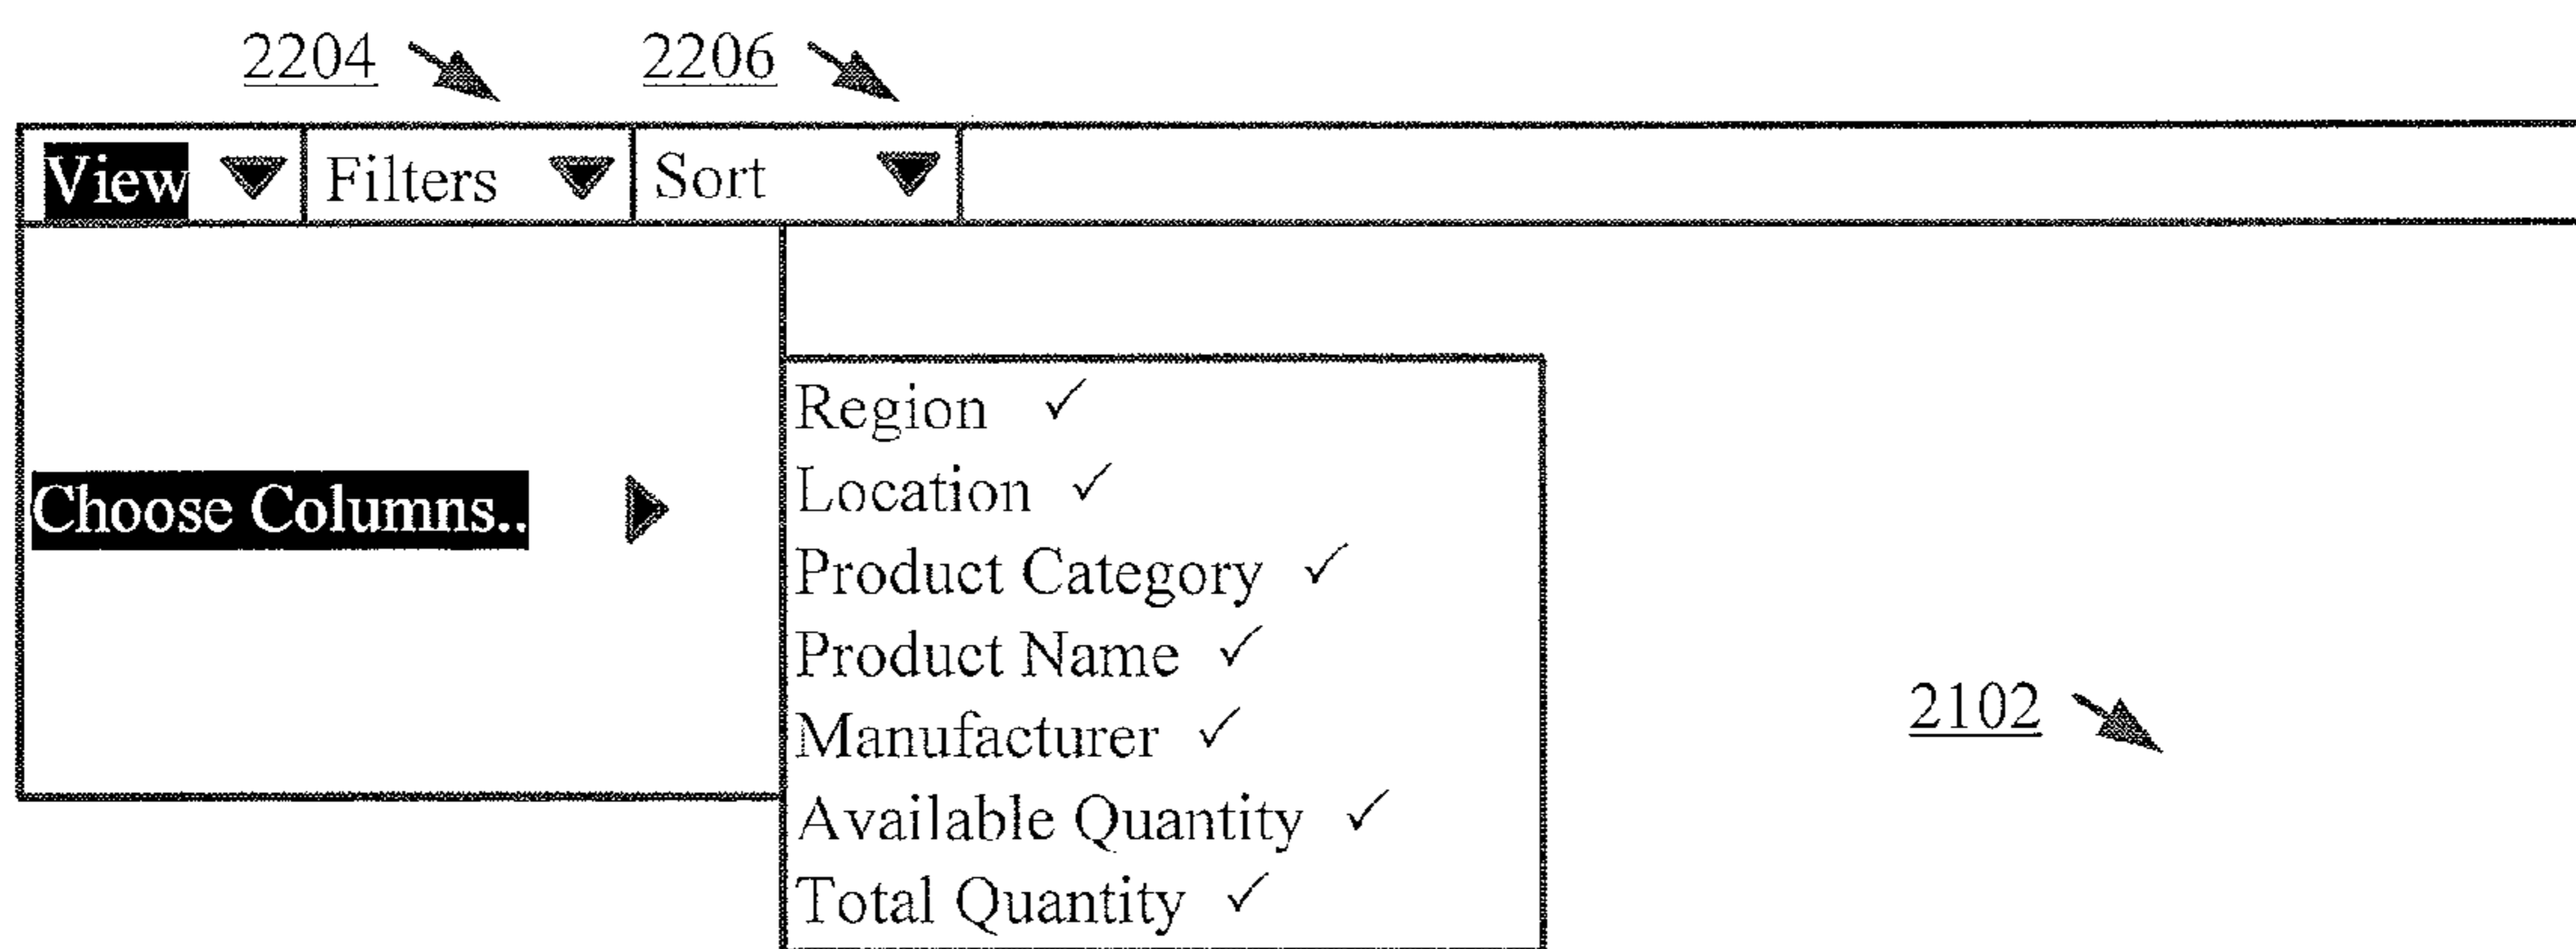 2204 2206
View Filters Sort
Region ✓
Location ✓
Choose Columns..
Product Category ✓
Product Name ✓
Manufacturer ✓
2102
Available Quantity ✓
Total Quantity ✓